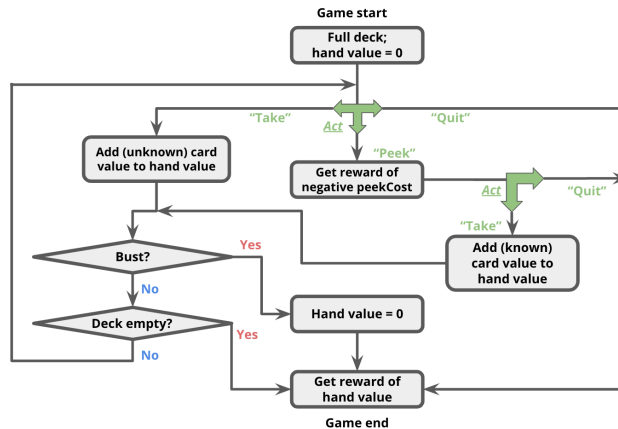 Game start
Full deck;
hand value = 0
“Take”
Act
“Quit”
“Peek”
Add (unknown) card
value to hand value
Get reward of
negative peekCost
Act
“Quit”
“Take”
Add (known)
card value to
hand value
Bust?
Yes
No
Hand value = 0
Deck empty?
Yes
No
Get reward of
hand value
Game end